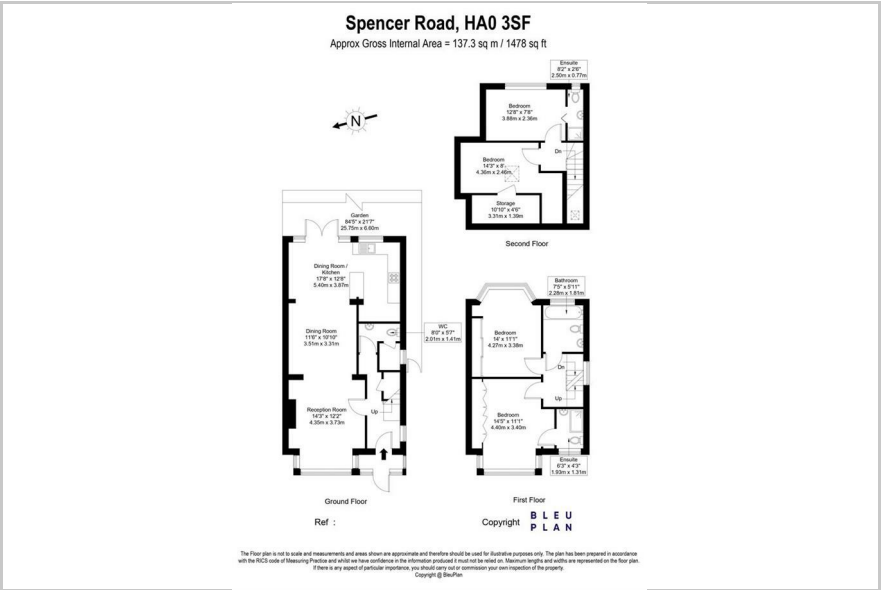 Spencer Road, HA0 3SF
Approx Gross Internal Area = 137.3 sq m / 1478 sq ft
Ensuite
8'2" x 2'6"
2.50m x 0.77m
Bedroom
12'8" x 7'8"
3.88m x 2.36m
N
Dn
Bedroom
14'3" x 8'
4.36m x 2.46m
Storage
10'10" x 4'6"
3.31m x 1.39m
Second Floor
Garden
84'5" x 21'7"
25.75m x 6.60m
Dining Room /
Kitchen
17'8" x 12'8"
5.40m x 3.87m
WC
8'0" x 5'7"
2.01m x 1.41m
Dining Room
11'6" x 10'10"
3.51m x 3.31m
Reception Room
14'3" x 12'2"
4.35m x 3.73m
Up
Ground Floor
Bathroom
7'5" x 5'11"
2.28m x 1.81m
Bedroom
14' x 11'1"
4.27m x 3.38m
Dn
Up
Bedroom
14'5" x 11'1"
4.40m x 3.40m
Ensuite
6'3" x 4'3"
1.93m x 1.31m
First Floor
Ref :
Copyright
BLEU
PLAN
The Floor plan is not to scale and measurements and areas shown are approximate and therefore should be used for illustrative purposes only. The plan has been prepared in accordance
with the RICS code of Measuring Practice and whilst we have confidence in the information produced it must not be relied on. Maximum lengths and widths are represented on the floor plan.
If there is any aspect of particular importance, you should carry out or commission your own inspection of the property.
Copyright @ BleuPlan